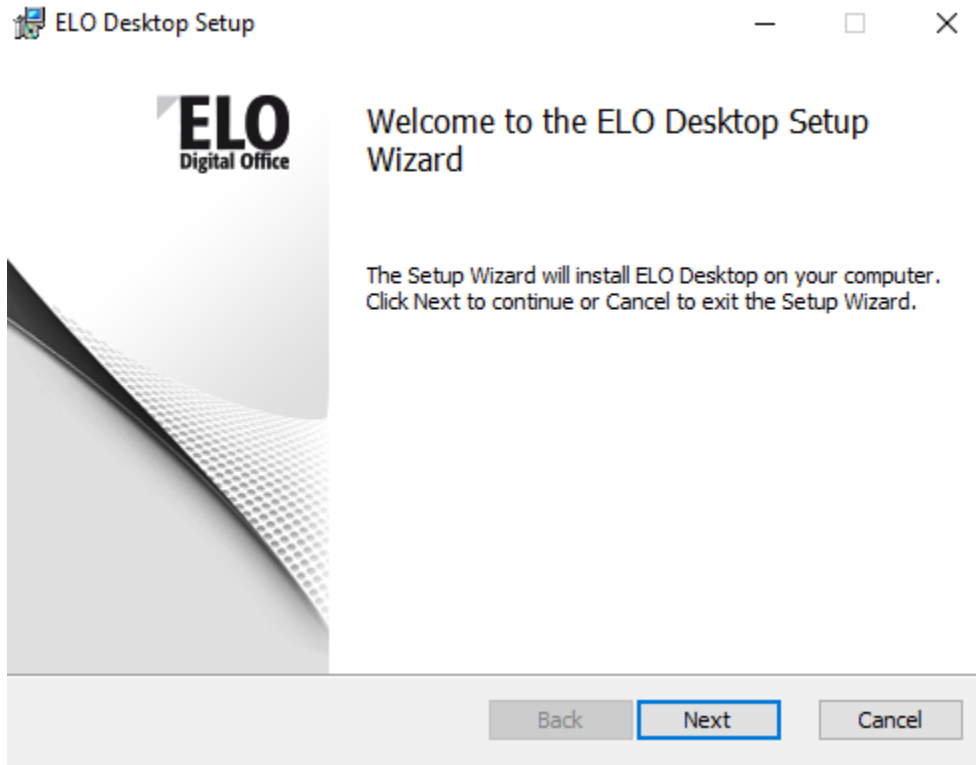 ELO Desktop Setup
ELO
Digital Office
Welcome to the ELO Desktop Setup
Wizard
The Setup Wizard will install ELO Desktop on your computer.
Click Next to continue or Cancel to exit the Setup Wizard.
Back
Next
Cancel